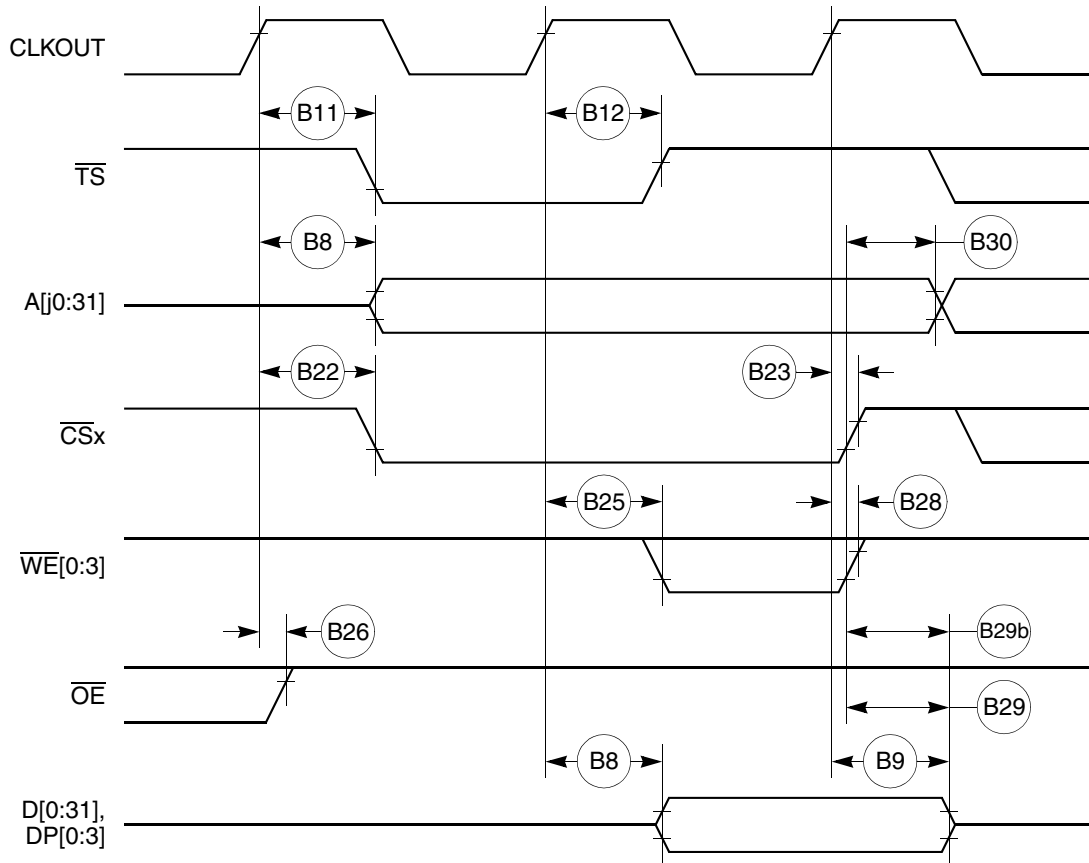 CLKOUT
B11
B12
TS
B8
B30
A[j0:31]
B22
B23
CSx
B25
B28
WE[0:3]
B26
B29b
OE
B29
B8
B9
D[0:31],
DP[0:3]